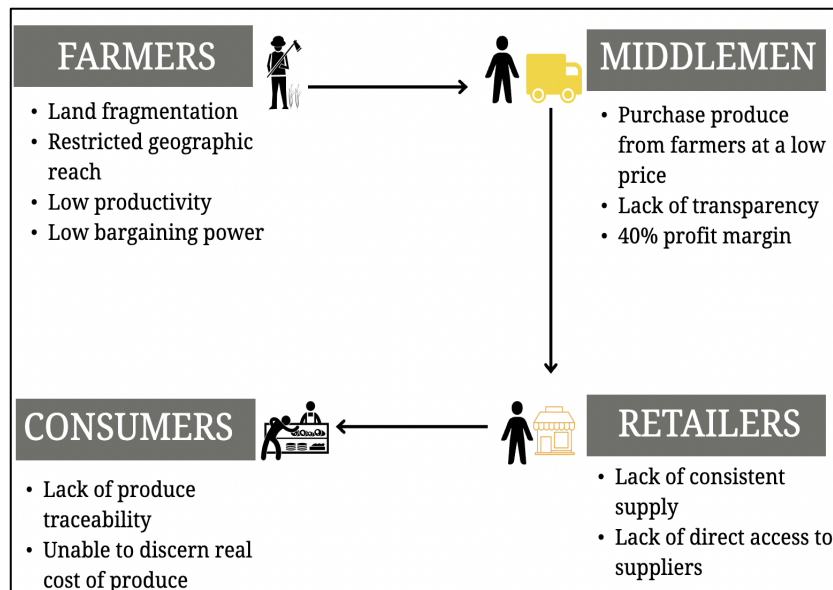 FARMERS
• Land fragmentation
• Restricted geographic
reach
• Low productivity
• Low bargaining power
MIDDLEMEN
• Purchase produce
from farmers at a low
price
• Lack of transparency
• 40% profit margin
CONSUMERS
• Lack of produce
traceability
• Unable to discern real
cost of produce
RETAILERS
• Lack of consistent
supply
• Lack of direct access to
suppliers